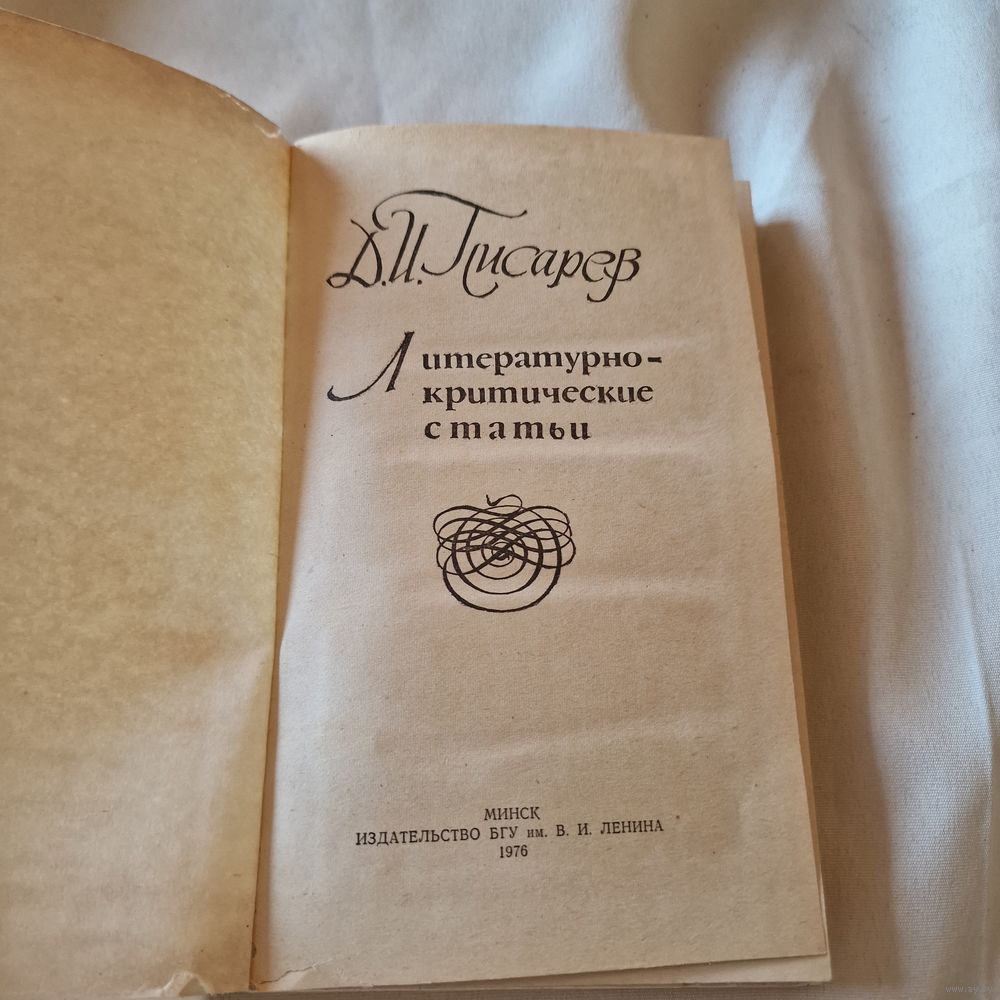 Д.И. Писарев
Литературно-
критические
статьи
МИНСК
ИЗДАТЕЛЬСТВО БГУ им. В. И. ЛЕНИНА
1976